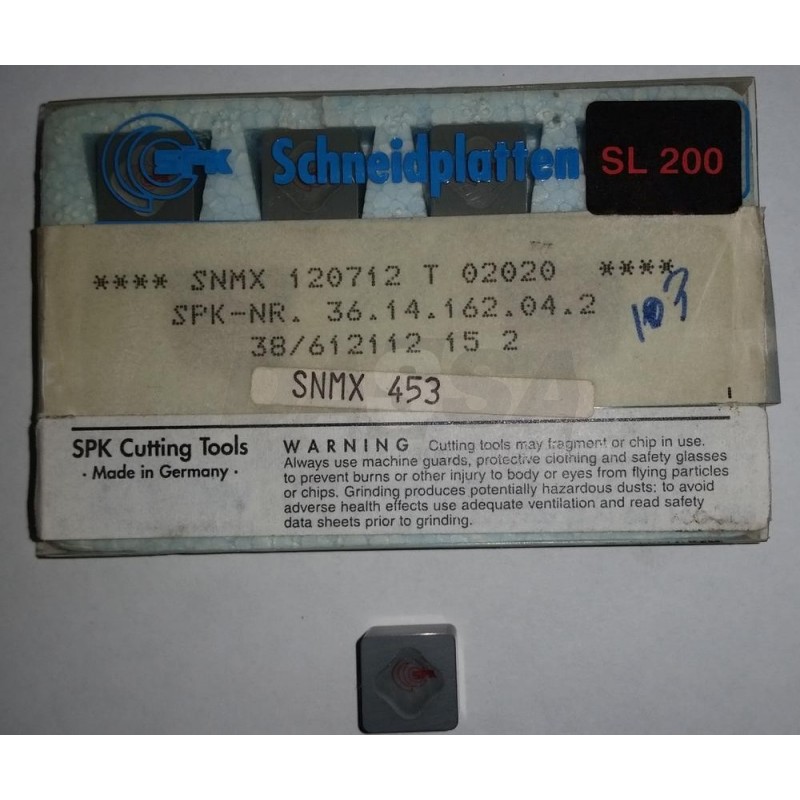 SPK Schneidplatten SL 200
**** SNMX 120712 T 02020 ****
SPK-NR. 36.14.162.04.2
103
38/612112 15 2
SNMX 453
SPK Cutting Tools
· Made in Germany ·
WARNING Cutting tools may fragment or chip in use.
Always use machine guards, protective clothing and safety glasses
to prevent burns or other injury to body or eyes from flying particles
or chips. Grinding produces potentially hazardous dusts: to avoid
adverse health effects use adequate ventilation and read safety
data sheets prior to grinding.
SPK